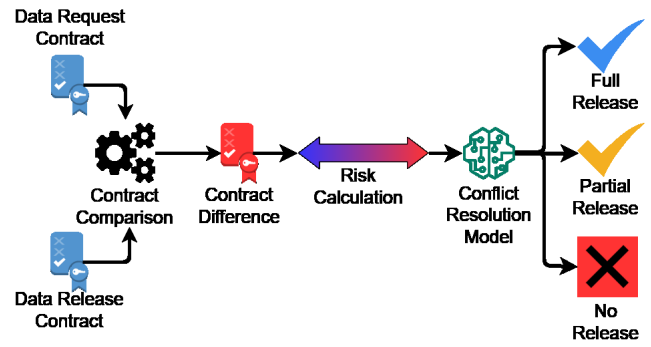 Data Request
Contract
Contract
Comparison
Data Release
Contract
Contract
Difference
Risk
Calculation
Conflict
Resolution
Model
Full
Release
Partial
Release
No
Release